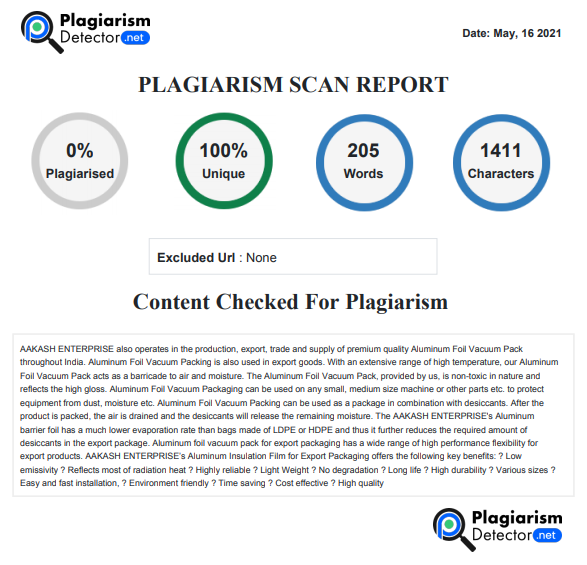 Plagiarism
Detector.net
Date: May, 16 2021
PLAGIARISM SCAN REPORT
0%
Plagiarised
100%
Unique
205
Words
1411
Characters
Excluded Url : None
Content Checked For Plagiarism
AAKASH ENTERPRISE also operates in the production, export, trade and supply of premium quality Aluminum Foil Vacuum Pack
throughout India. Aluminum Foil Vacuum Packing is also used in export goods. With an extensive range of high temperature, our Aluminum
Foil Vacuum Pack acts as a barricade to air and moisture. The Aluminum Foil Vacuum Pack, provided by us, is non-toxic in nature and
reflects the high gloss. Aluminum Foil Vacuum Packaging can be used on any small, medium size machine or other parts etc. to protect
equipment from dust, moisture etc. Aluminum Foil Vacuum Packing can be used as a package in combination with desiccants. After the
product is packed, the air is drained and the desiccants will release the remaining moisture. The AAKASH ENTERPRISE's Aluminum
barrier foil has a much lower evaporation rate than bags made of LDPE or HDPE and thus it further reduces the required amount of
desiccants in the export package. Aluminum foil vacuum pack for export packaging has a wide range of high performance flexibility for
export products. AAKASH ENTERPRISE's Aluminum Insulation Film for Export Packaging offers the following key benefits: ? Low
emissivity ? Reflects most of radiation heat ? Highly reliable ? Light Weight ? No degradation ? Long life ? High durability ? Various sizes ?
Easy and fast installation, ? Environment friendly ? Time saving ? Cost effective ? High quality
Plagiarism
Detector.net